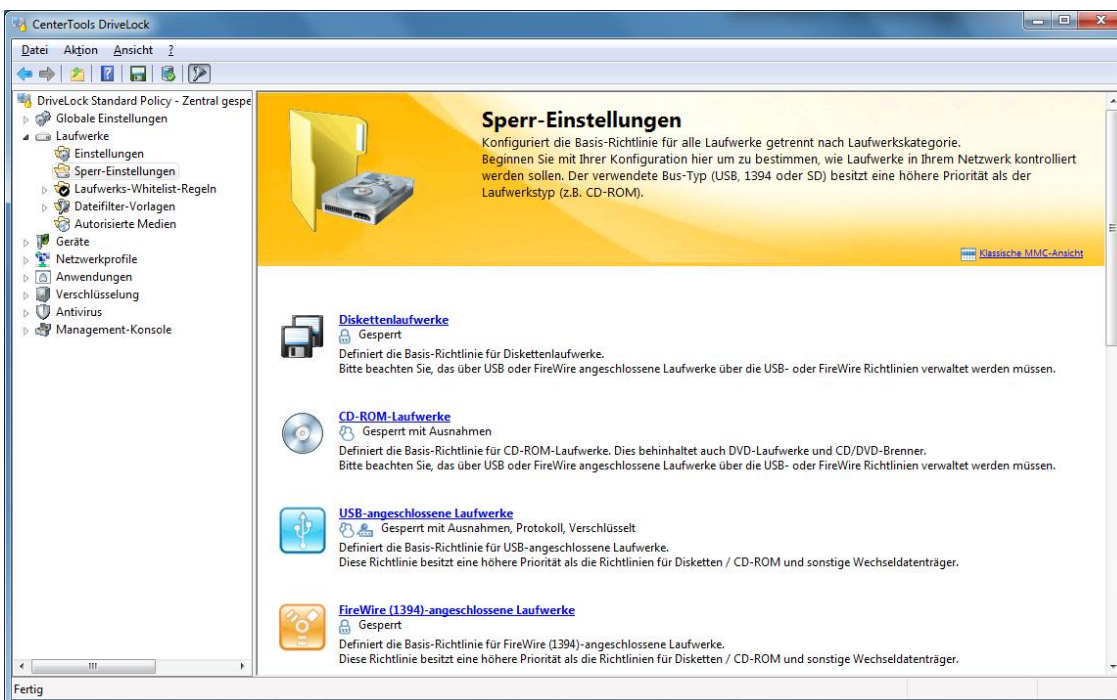 CenterTools DriveLock
Datei Aktion Ansicht ?
DriveLock Standard Policy - Zentral gespe
Globale Einstellungen
Laufwerke
Einstellungen
Sperr-Einstellungen
Laufwerks-Whitelist-Regeln
Dateifilter-Vorlagen
Autorisierte Medien
Geräte
Netzwerkprofile
Anwendungen
Verschlüsselung
Antivirus
Management-Konsole
Sperr-Einstellungen
Konfiguriert die Basis-Richtlinie für alle Laufwerke getrennt nach Laufwerkskategorie.
Beginnen Sie mit Ihrer Konfiguration hier um zu bestimmen, wie Laufwerke in Ihrem Netzwerk kontrolliert
werden sollen. Der verwendete Bus-Typ (USB, 1394 oder SD) besitzt eine höhere Priorität als der
Laufwerkstyp (z.B. CD-ROM).
Klassische MMC-Ansicht
Diskettenlaufwerke
Gesperrt
Definiert die Basis-Richtlinie für Diskettenlaufwerke.
Bitte beachten Sie, das über USB oder FireWire angeschlossene Laufwerke über die USB- oder FireWire Richtlinien verwaltet werden müssen.
CD-ROM-Laufwerke
Gesperrt mit Ausnahmen
Definiert die Basis-Richtlinie für CD-ROM-Laufwerke. Dies behinhaltet auch DVD-Laufwerke und CD/DVD-Brenner.
Bitte beachten Sie, das über USB oder FireWire angeschlossene Laufwerke über die USB- oder FireWire Richtlinien verwaltet werden müssen.
USB-angeschlossene Laufwerke
Gesperrt mit Ausnahmen, Protokoll, Verschlüsselt
Definiert die Basis-Richtlinie für USB-angeschlossene Laufwerke.
Diese Richtlinie besitzt eine höhere Priorität als die Richtlinien für Disketten / CD-ROM und sonstige Wechseldatenträger.
FireWire (1394)-angeschlossene Laufwerke
Gesperrt
Definiert die Basis-Richtlinie für FireWire (1394)-angeschlossene Laufwerke.
Diese Richtlinie besitzt eine höhere Priorität als die Richtlinien für Disketten / CD-ROM und sonstige Wechseldatenträger.
Fertig